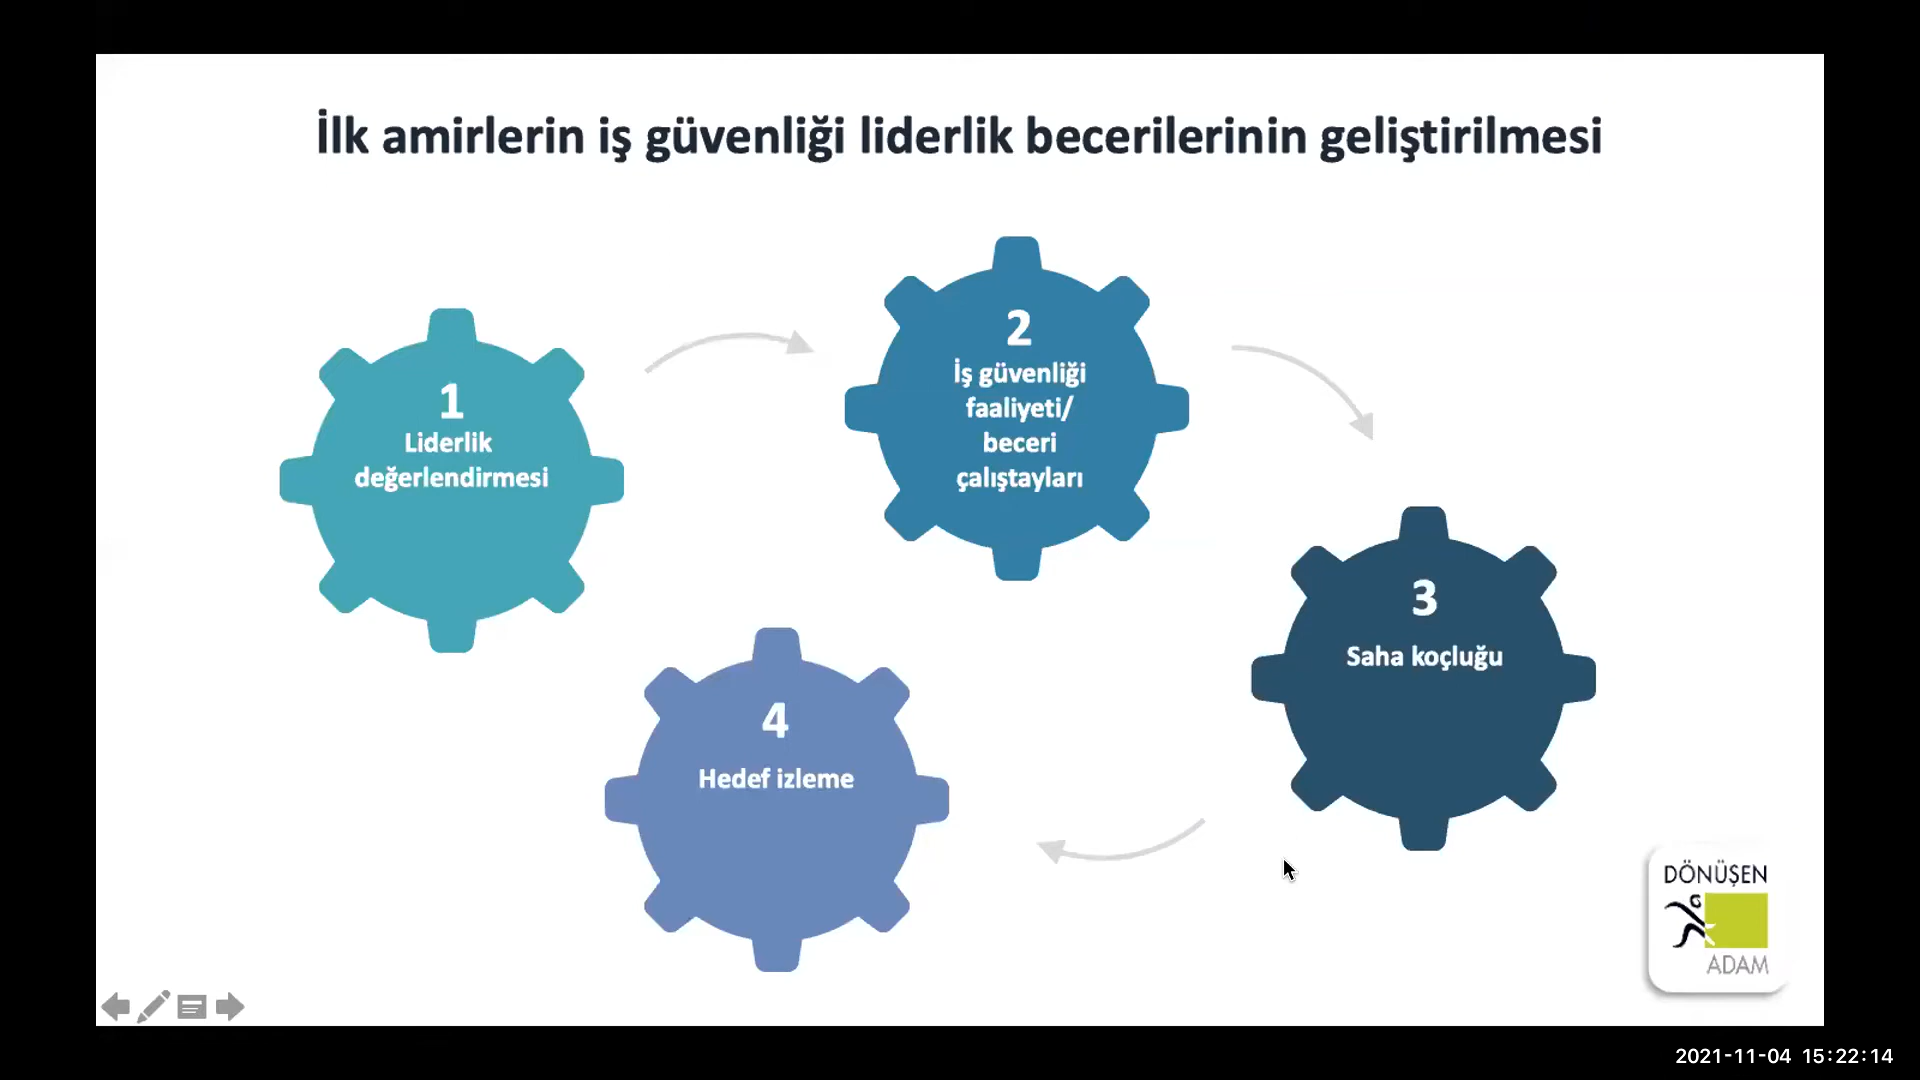 İlk amirlerin iş güvenliği liderlik becerilerinin geliştirilmesi
1
Liderlik
değerlendirmesi
2
İş güvenliği
faaliyeti/
beceri
çalıştayları
3
Saha koçluğu
4
Hedef izleme
DÖNÜŞEN
ADAM
2021-11-04 15:22:14